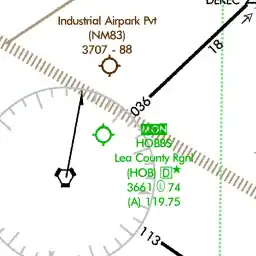 Industrial Airpark Pvt
(NM83)
3707 - 88
18
036
MON
HOBBS
Lea County Rgnl
(HOB) D★
3661 Ⓛ 74
(A) 119.75
113